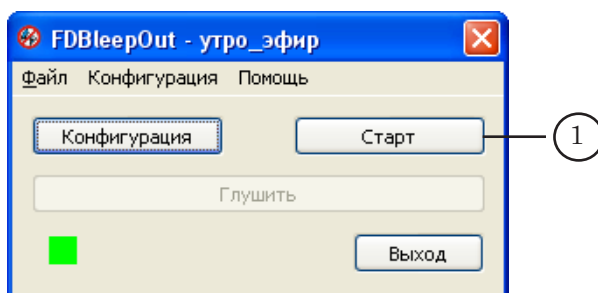 FDBleepOut - утро_эфир
Файл Конфигурация Помощь
Конфигурация Старт 1
Глушить
Выход